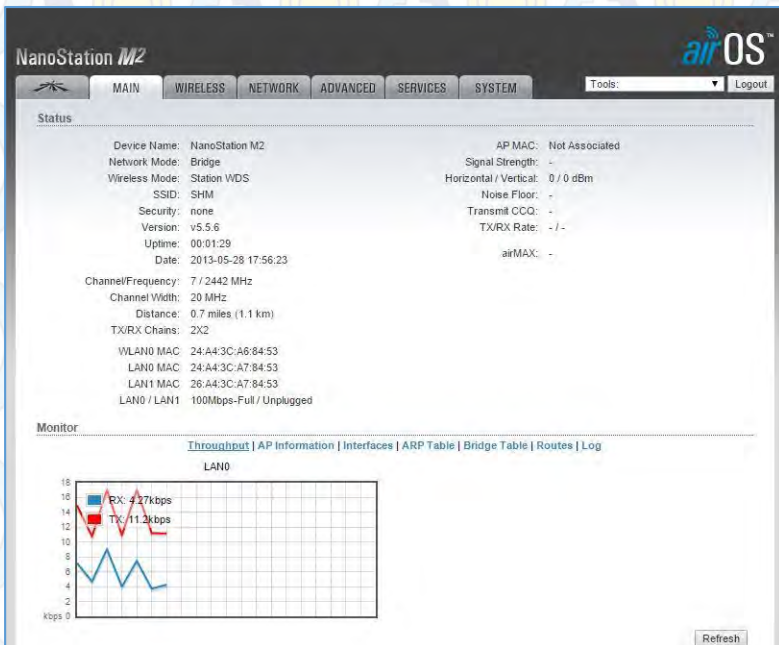 NanoStation M2
airOS™
MAIN WIRELESS NETWORK ADVANCED SERVICES SYSTEM Tools: Logout
Status
Device Name: NanoStation M2
Network Mode: Bridge
Wireless Mode: Station WDS
SSID: SHM
Security: none
Version: v5.5.6
Uptime: 00:01:29
Date: 2013-05-28 17:56:23
Channel/Frequency: 7 / 2442 MHz
Channel Width: 20 MHz
Distance: 0.7 miles (1.1 km)
TX/RX Chains: 2X2
WLAN0 MAC 24:A4:3C:A6:84:53
LAN0 MAC 24:A4:3C:A7:84:53
LAN1 MAC 26:A4:3C:A7:84:53
LAN0 / LAN1 100Mbps-Full / Unplugged
AP MAC: Not Associated
Signal Strength: -
Horizontal / Vertical: 0 / 0 dBm
Noise Floor: -
Transmit CCQ: -
TX/RX Rate: - / -
airMAX: -
Monitor
Throughput | AP Information | Interfaces | ARP Table | Bridge Table | Routes | Log
LAN0
18
16
14
12
10
8
6
4
2
kbps 0
RX: 4.27kbps
TX: 11.2kbps
Refresh